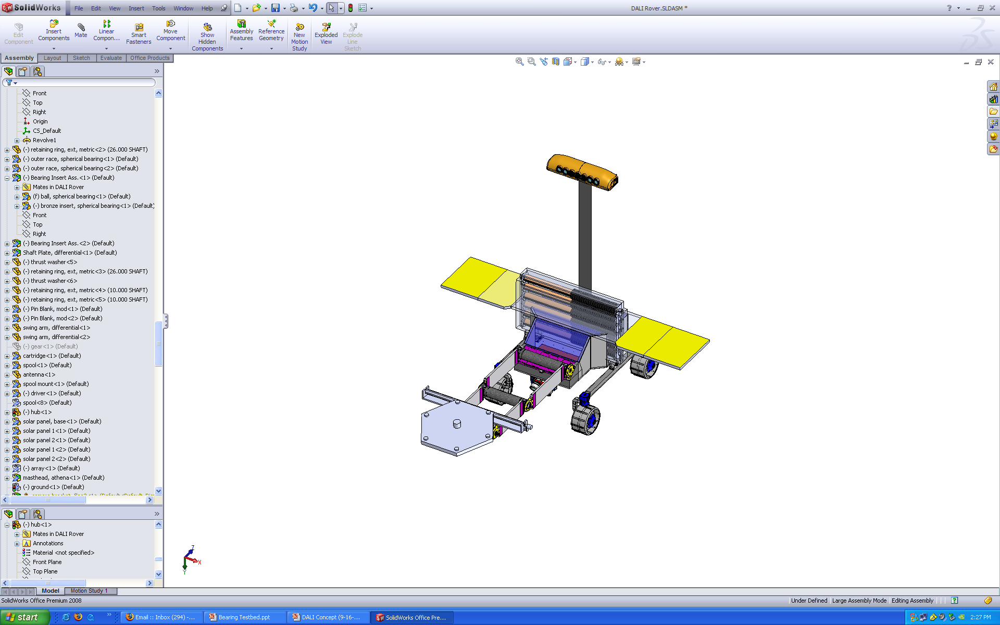 SolidWorks File Edit View Insert Tools Window Help DALI Rover.SLDASM *
Edit Component
Insert Components
Mate
Linear Compon...
Smart Fasteners
Move Component
Show Hidden Components
Assembly Features
Reference Geometry
New Motion Study
Exploded View
Explode Line Sketch
Assembly Layout Sketch Evaluate Office Products
Front
Top
Right
Origin
CS_Default
Revolve1
(-) retaining ring, ext, metric<2> (26.000 SHAFT)
(-) outer race, spherical bearing<1> (Default)
(-) outer race, spherical bearing<2> (Default)
(-) Bearing Insert Ass.<1> (Default)
Mates in DALI Rover
(f) ball, spherical bearing<1> (Default)
(-) bronze insert, spherical bearing<1> (Default)
Front
Top
Right
(-) Bearing Insert Ass.<2> (Default)
Shaft Plate, differential<1> (Default)
(-) thrust washer<5>
(-) retaining ring, ext, metric<3> (26.000 SHAFT)
(-) thrust washer<6>
(-) retaining ring, ext, metric<4> (10.000 SHAFT)
(-) retaining ring, ext, metric<5> (10.000 SHAFT)
(-) Pin Blank, mod<1> (Default)
(-) Pin Blank, mod<2> (Default)
swing arm, differential<1>
swing arm, differential<2>
(-) gear<1> (Default)
cartridge<1> (Default)
spool<1> (Default)
antenna<1>
spool mount<1> (Default)
(-) driver<1> (Default)
spool<8> (Default)
(-) hub<1>
solar panel, base<1> (Default)
solar panel 1<1> (Default)
solar panel 2<1> (Default)
solar panel 1<2> (Default)
solar panel 2<2> (Default)
(-) array<1> (Default)
masthead, athena<1> (Default)
(-) ground<1> (Default)
(-) hub<1>
Mates in DALI Rover
Annotations
Material <not specified>
Front Plane
Top Plane
Z
X
Y
Model Motion Study 1
SolidWorks Office Premium 2008 Under Defined Large Assembly Mode Editing Assembly
start Email :: Inbox (294) -... Bearing Testbed.ppt DALI Concept (9-16-... SolidWorks Office Pre... 2:27 PM